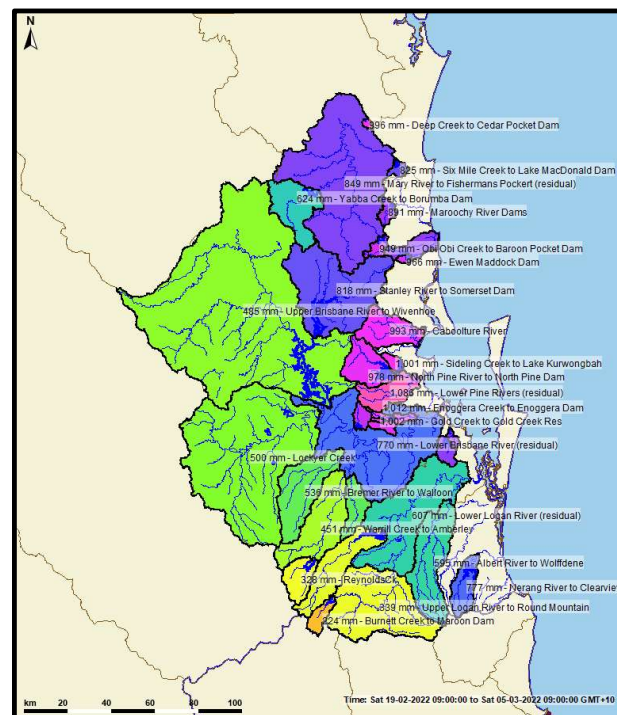 N
996 mm - Deep Creek to Cedar Pocket Dam
825 mm - Six Mile Creek to Lake MacDonald Dam
849 mm - Mary River to Fishermans Pockert (residual)
624 mm - Yabba Creek to Borumba Dam
891 mm - Maroochy River Dams
949 mm - Obi Obi Creek to Baroon Pocket Dam
966 mm - Ewen Maddock Dam
818 mm - Stanley River to Somerset Dam
485 mm - Upper Brisbane River to Wivenhoe
993 mm - Caboolture River
1,001 mm - Sideling Creek to Lake Kurwongbah
978 mm - North Pine River to North Pine Dam
1,085 mm - Lower Pine Rivers (residual)
1,012 mm - Enoggera Creek to Enoggera Dam
1,002 mm - Gold Creek to Gold Creek Res
770 mm - Lower Brisbane River (residual)
500 mm - Lockyer Creek
536 mm - Bremer River to Walloon
607 mm - Lower Logan River (residual)
451 mm - Warrill Creek to Amberley
595 mm - Albert River to Wolffdene
328 mm - ReynoldsCk
777 mm - Nerang River to Clearview
339 mm - Upper Logan River to Round Mountain
324 mm - Burnett Creek to Maroon Dam
km 20 40 60 80 100
Time: Sat 19-02-2022 09:00:00 to Sat 05-03-2022 09:00:00 GMT+10